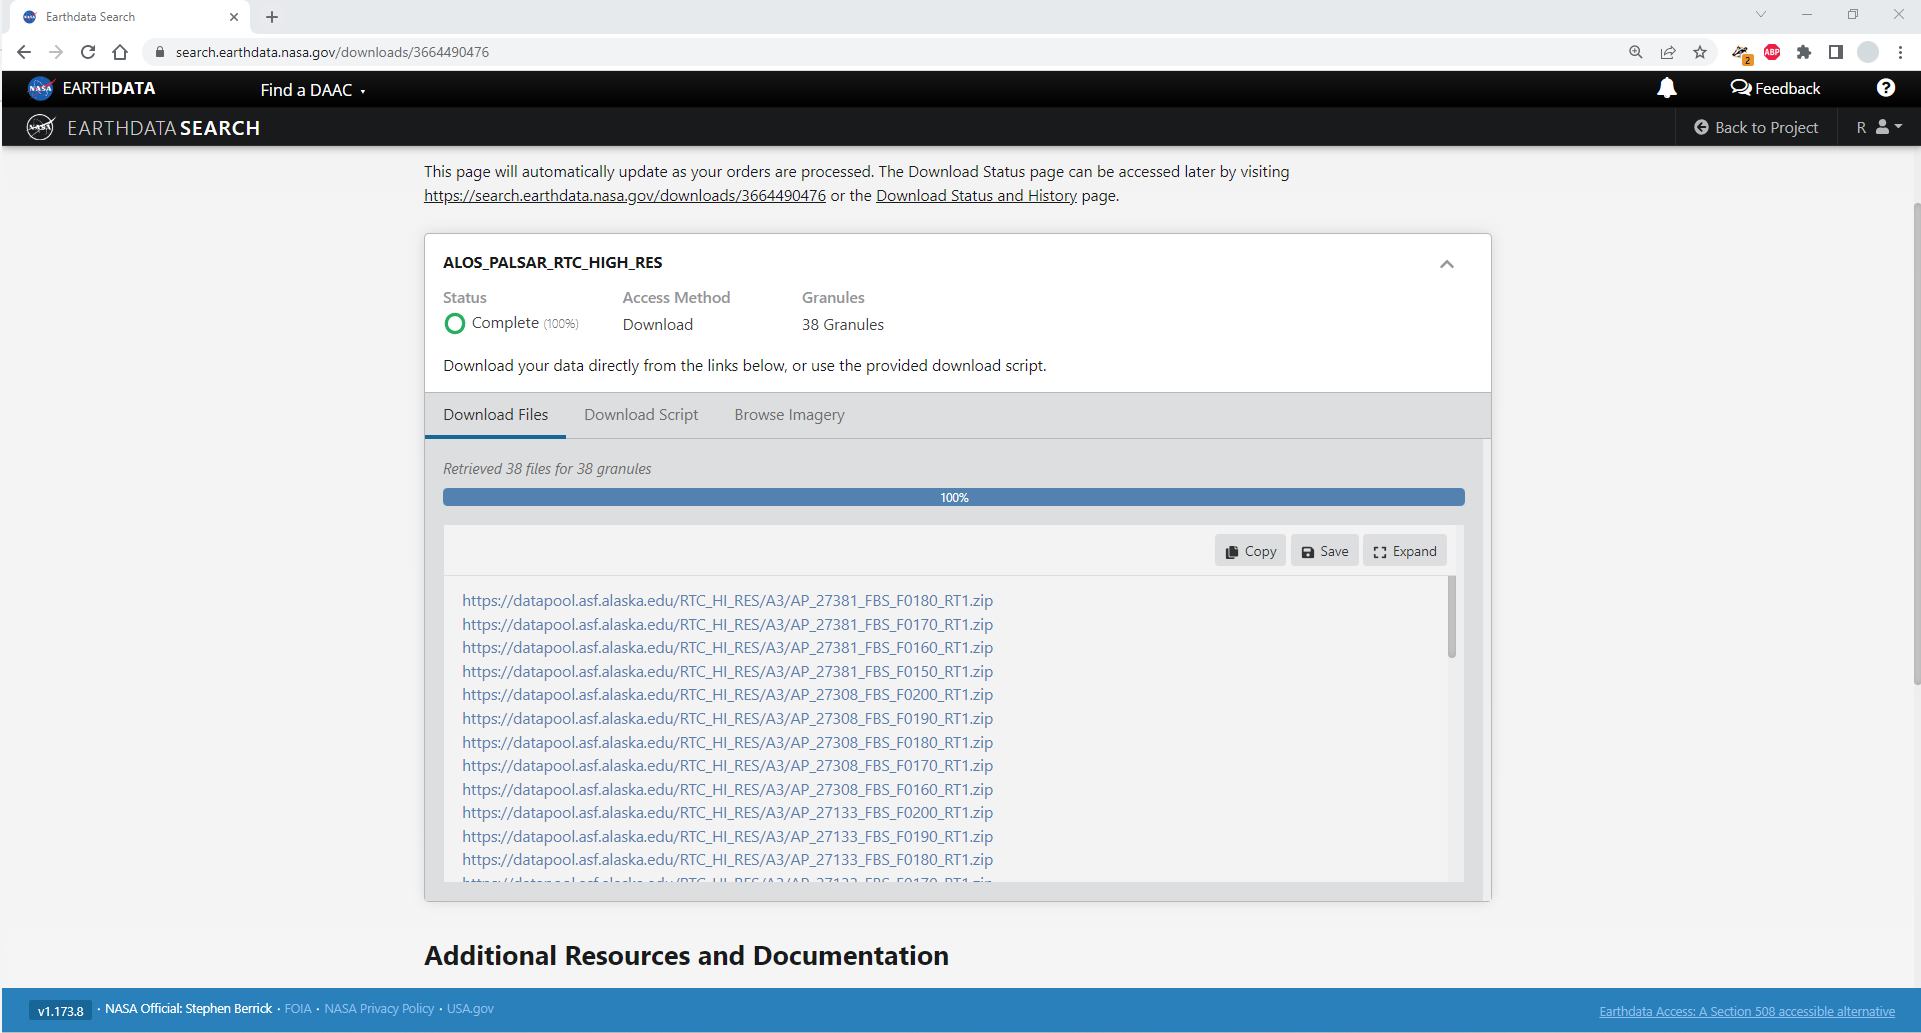 Earthdata Search
search.earthdata.nasa.gov/downloads/3664490476
2
ABP
NASA
EARTHDATA
Find a DAAC
Feedback
?
NASA
EARTHDATA SEARCH
Back to Project
R
This page will automatically update as your orders are processed. The Download Status page can be accessed later by visiting
https://search.earthdata.nasa.gov/downloads/3664490476 or the Download Status and History page.
ALOS_PALSAR_RTC_HIGH_RES
Status Access Method Granules
Complete (100%) Download 38 Granules
Download your data directly from the links below, or use the provided download script.
Download Files Download Script Browse Imagery
Retrieved 38 files for 38 granules
100%
Copy Save Expand
https://datapool.asf.alaska.edu/RTC_HI_RES/A3/AP_27381_FBS_F0180_RT1.zip
https://datapool.asf.alaska.edu/RTC_HI_RES/A3/AP_27381_FBS_F0170_RT1.zip
https://datapool.asf.alaska.edu/RTC_HI_RES/A3/AP_27381_FBS_F0160_RT1.zip
https://datapool.asf.alaska.edu/RTC_HI_RES/A3/AP_27381_FBS_F0150_RT1.zip
https://datapool.asf.alaska.edu/RTC_HI_RES/A3/AP_27308_FBS_F0200_RT1.zip
https://datapool.asf.alaska.edu/RTC_HI_RES/A3/AP_27308_FBS_F0190_RT1.zip
https://datapool.asf.alaska.edu/RTC_HI_RES/A3/AP_27308_FBS_F0180_RT1.zip
https://datapool.asf.alaska.edu/RTC_HI_RES/A3/AP_27308_FBS_F0170_RT1.zip
https://datapool.asf.alaska.edu/RTC_HI_RES/A3/AP_27308_FBS_F0160_RT1.zip
https://datapool.asf.alaska.edu/RTC_HI_RES/A3/AP_27133_FBS_F0200_RT1.zip
https://datapool.asf.alaska.edu/RTC_HI_RES/A3/AP_27133_FBS_F0190_RT1.zip
https://datapool.asf.alaska.edu/RTC_HI_RES/A3/AP_27133_FBS_F0180_RT1.zip
Additional Resources and Documentation
v1.173.8 · NASA Official: Stephen Berrick · FOIA · NASA Privacy Policy · USA.gov
Earthdata Access: A Section 508 accessible alternative